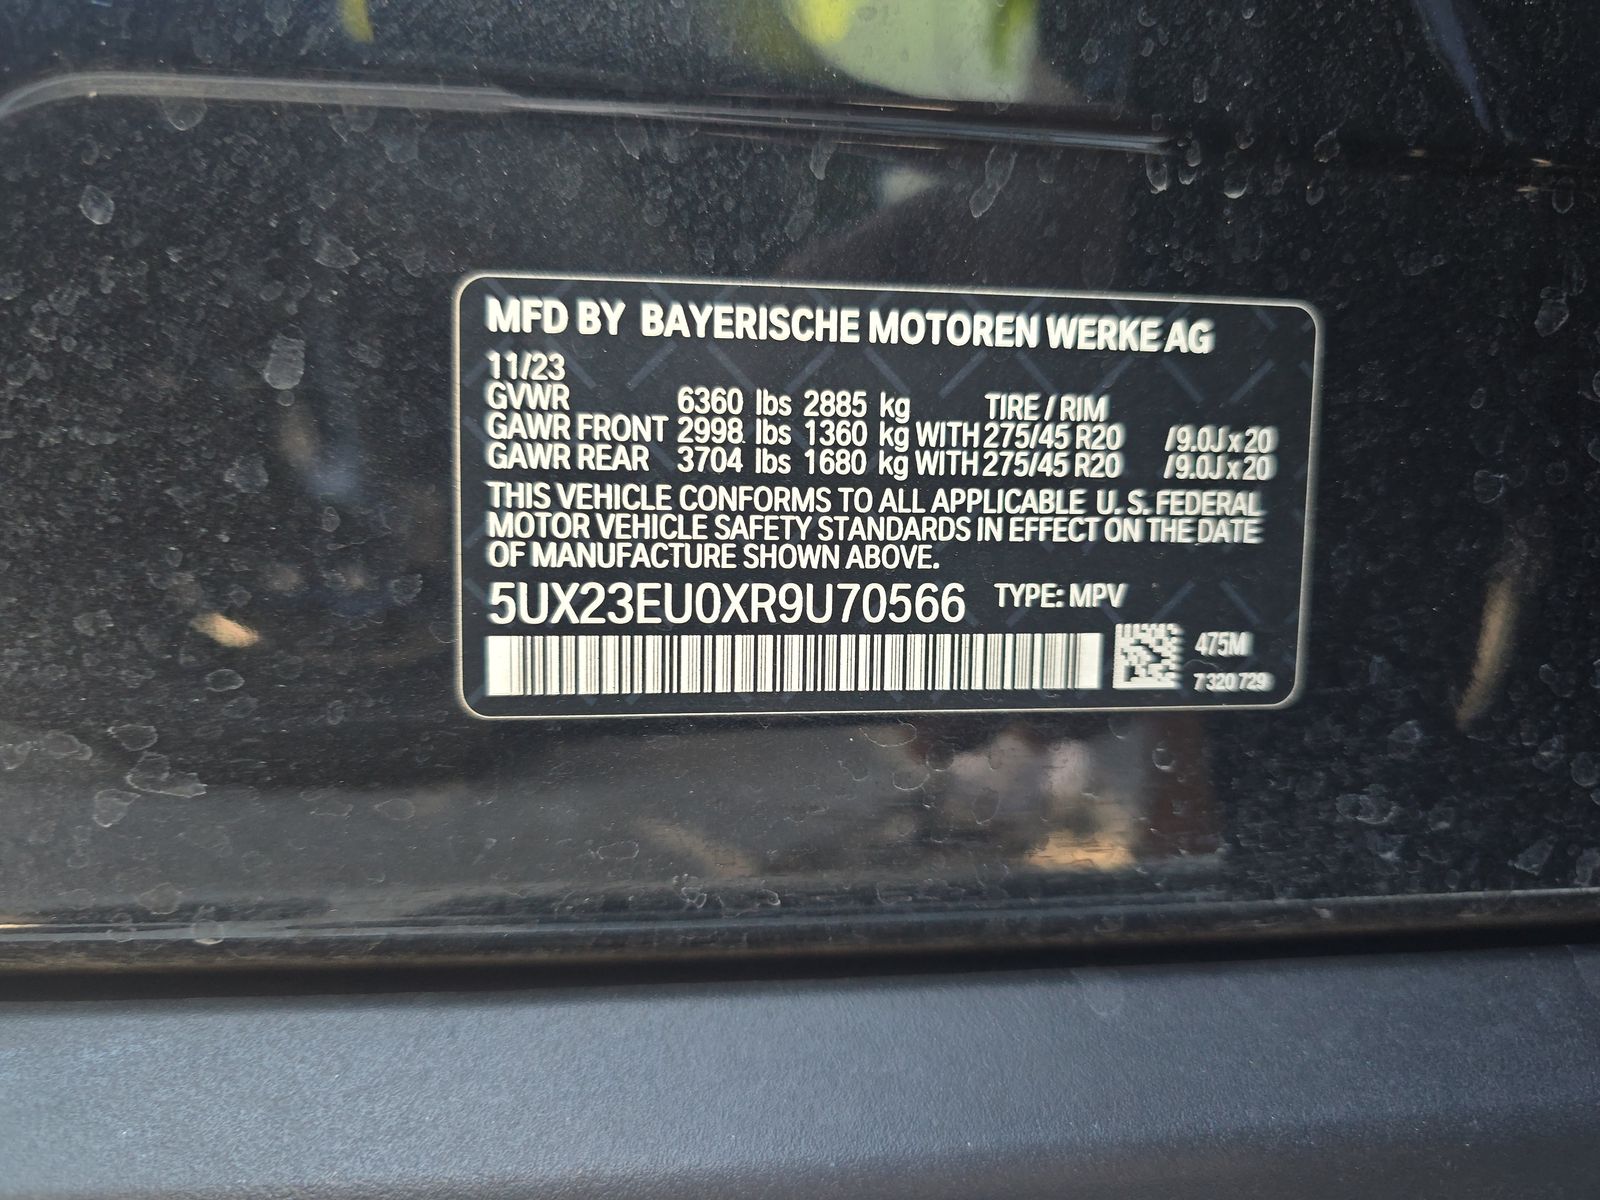 MFD BY BAYERISCHE MOTOREN WERKE AG
11/23
GVWR 6360 lbs 2885 kg TIRE / RIM
GAWR FRONT 2998 lbs 1360 kg WITH 275/45 R20 /9.0J x 20
GAWR REAR 3704 lbs 1680 kg WITH 275/45 R20 /9.0J x 20
THIS VEHICLE CONFORMS TO ALL APPLICABLE U. S. FEDERAL
MOTOR VEHICLE SAFETY STANDARDS IN EFFECT ON THE DATE
OF MANUFACTURE SHOWN ABOVE.
5UX23EU0XR9U70566 TYPE: MPV
475M
7 320 729